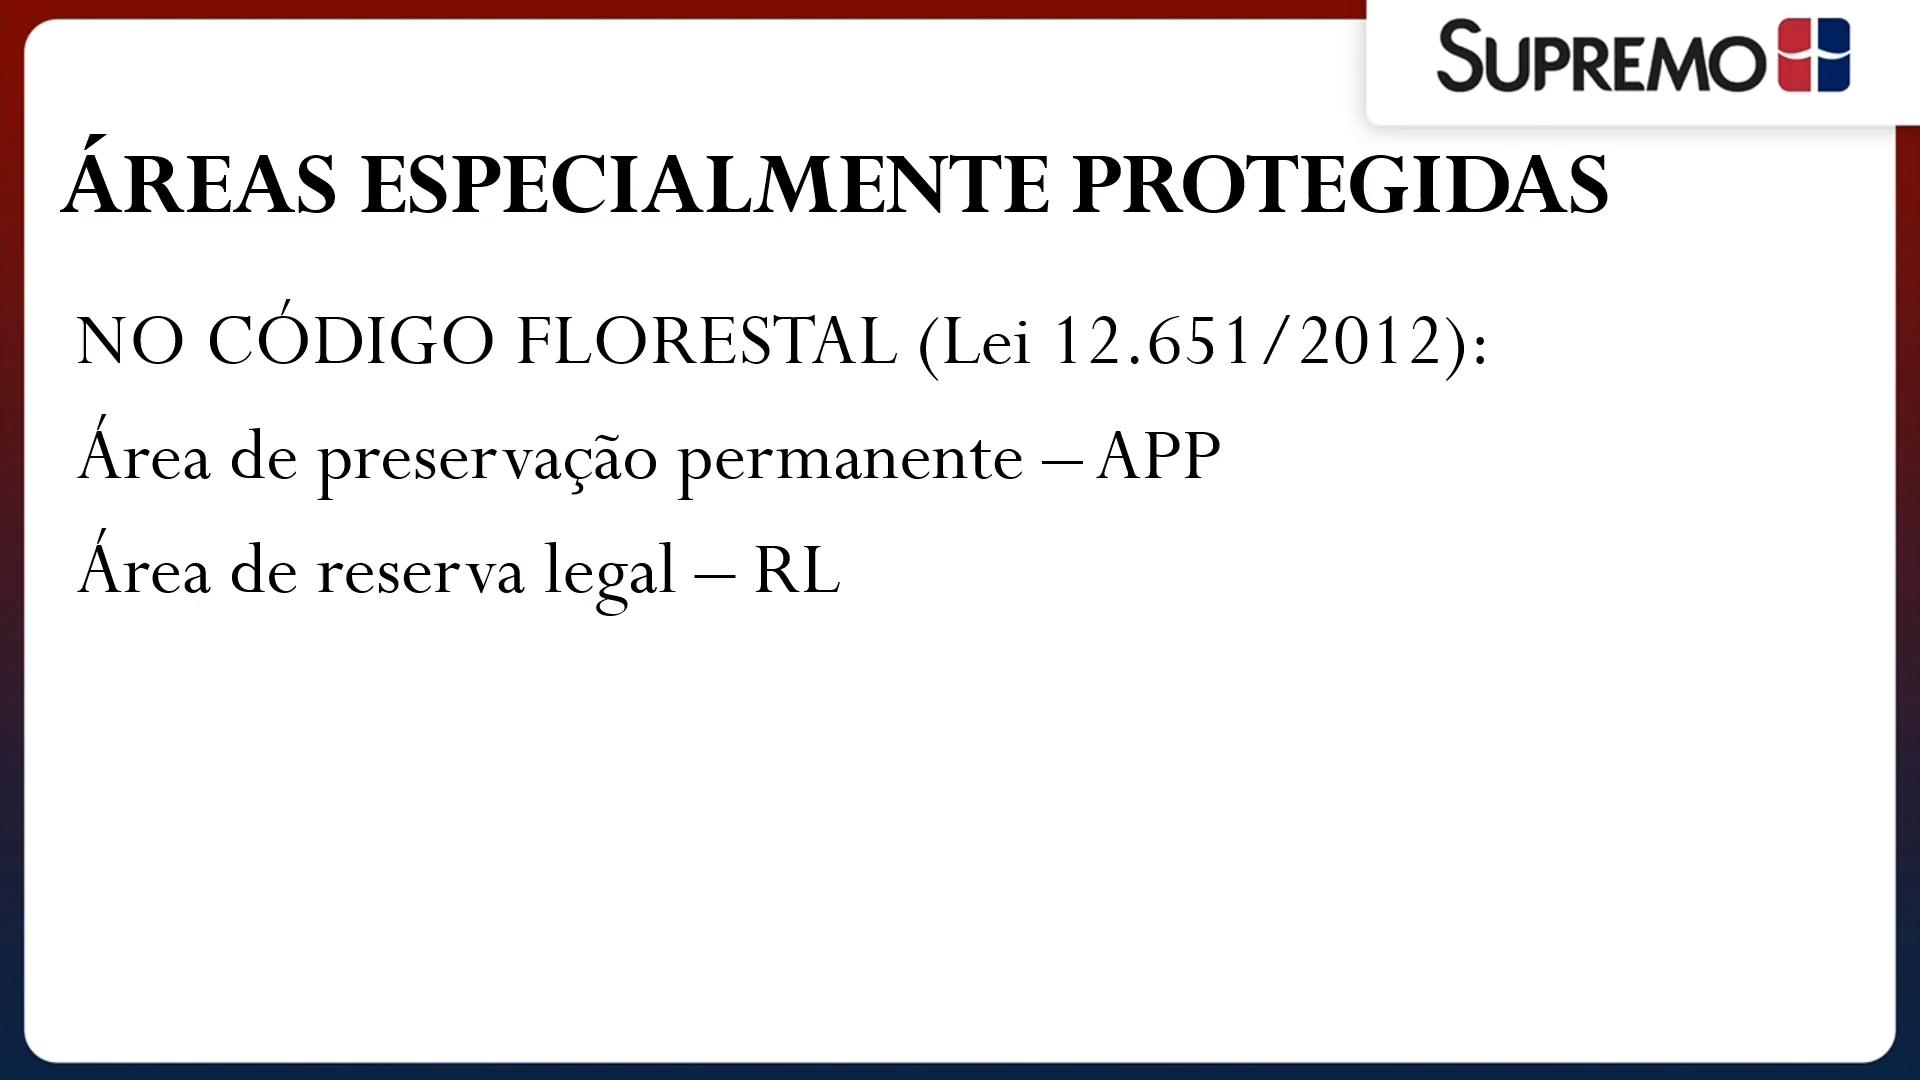 SUPREMO
ÁREAS ESPECIALMENTE PROTEGIDAS
NO CÓDIGO FLORESTAL (Lei 12.651/2012):
Área de preservação permanente – APP
Área de reserva legal – RL